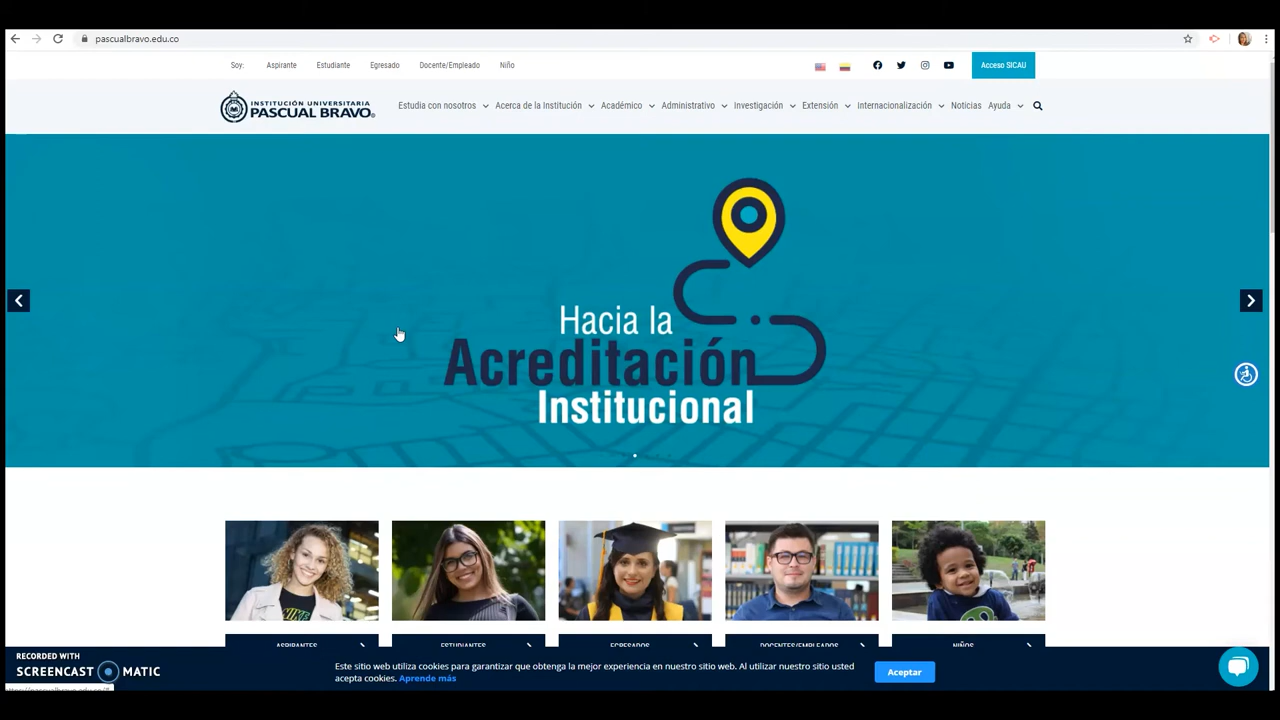 pascualbravo.edu.co
Soy: Aspirante Estudiante Egresado Docente/Empleado Niño Acceso SICAU
INSTITUCIÓN UNIVERSITARIA
PASCUAL BRAVO
Estudia con nosotros Acerca de la Institución Académico Administrativo Investigación Extensión Internacionalización Noticias Ayuda
Hacia la
Acreditación
Institucional
ASPIRANTES ESTUDIANTES EGRESADOS DOCENTES/EMPLEADOS NIÑOS
RECORDED WITH
SCREENCAST MATIC
Este sitio web utiliza cookies para garantizar que obtenga la mejor experiencia en nuestro sitio web. Al utilizar nuestro sitio usted
acepta cookies. Aprende más
Aceptar